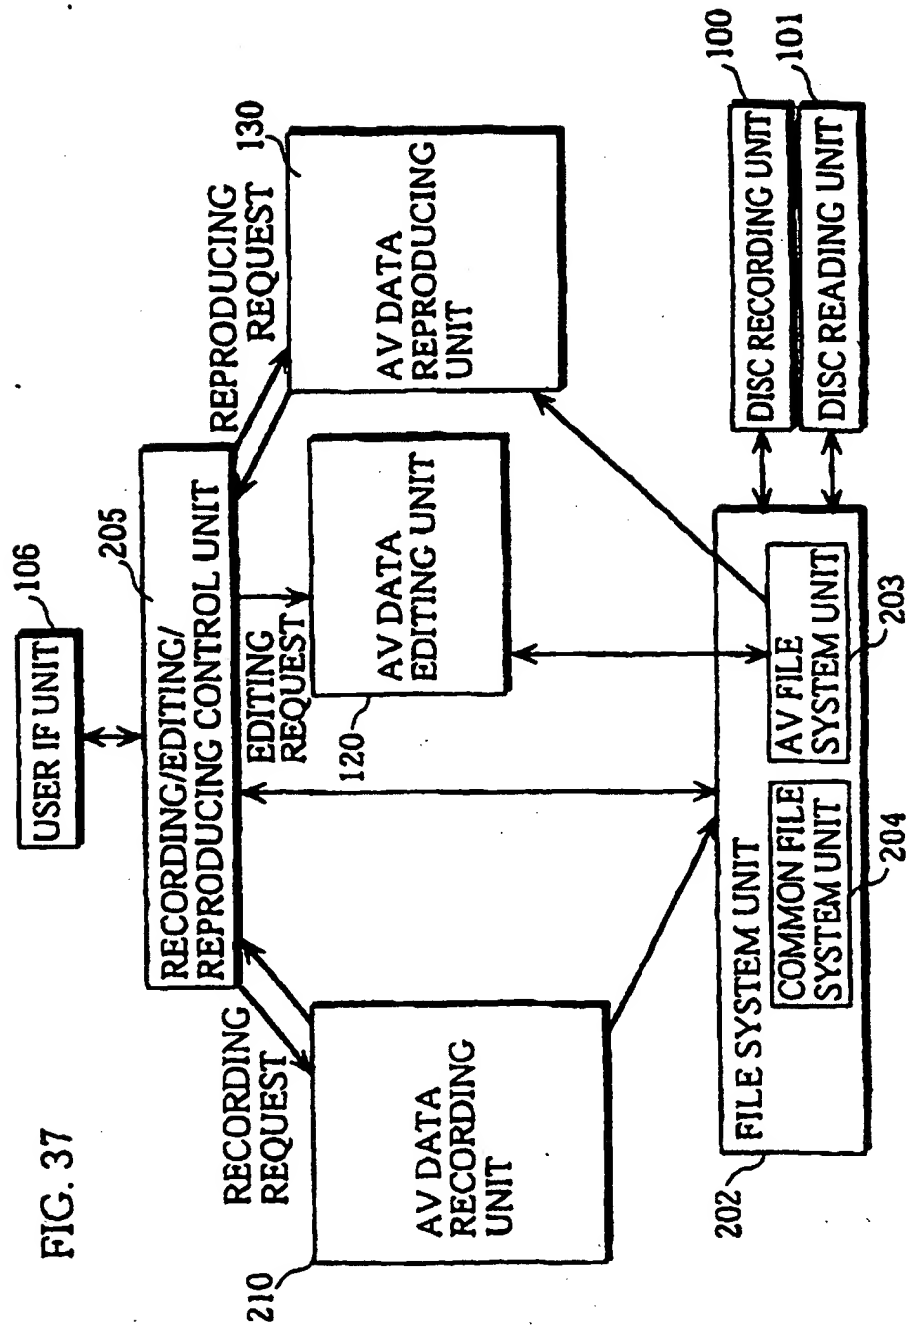 FIG. 37
USER IF UNIT
106
RECORDING/EDITING/
REPRODUCING CONTROL UNIT
205
RECORDING
REQUEST
EDITING
REQUEST
REPRODUCING
REQUEST
210
AV DATA
RECORDING
UNIT
120
AV DATA
EDITING UNIT
130
AV DATA
REPRODUCING
UNIT
202
FILE SYSTEM UNIT
COMMON FILE
SYSTEM UNIT
204
AV FILE
SYSTEM UNIT
203
DISC RECORDING UNIT
100
DISC READING UNIT
101